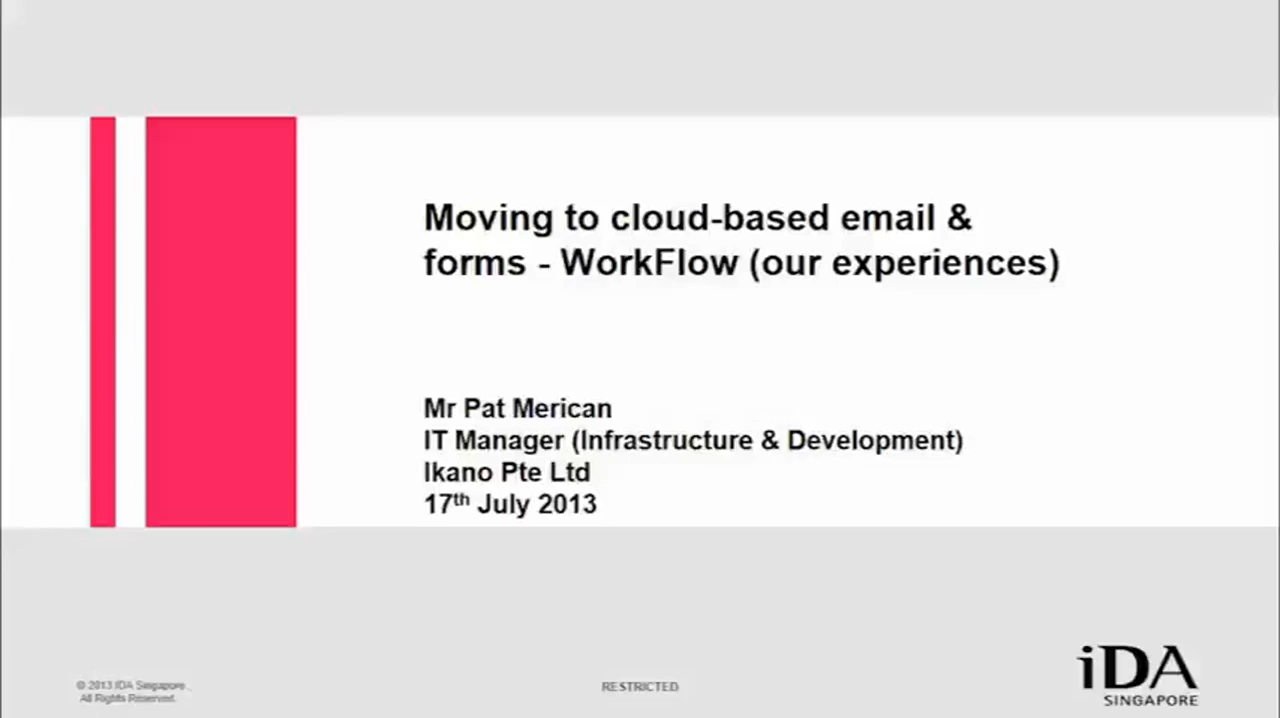 Moving to cloud-based email &
forms - WorkFlow (our experiences)
Mr Pat Merican
IT Manager (Infrastructure & Development)
Ikano Pte Ltd
17th July 2013
© 2013 IDA Singapore.
All Rights Reserved.
RESTRICTED
iDA
SINGAPORE